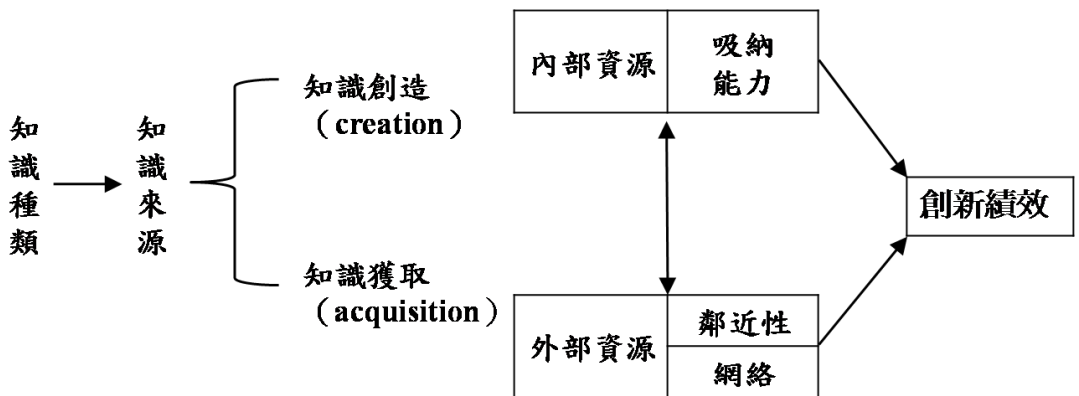 知識種類
知識來源
知識創造
（creation）
知識獲取
（acquisition）
內部資源
吸納
能力
外部資源
鄰近性
網絡
創新績效